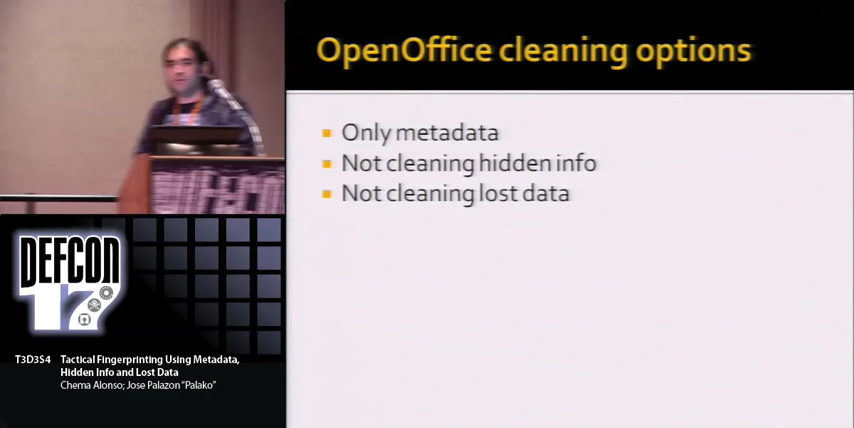 OpenOffice cleaning options
Only metadata
Not cleaning hidden info
Not cleaning lost data
DEFCON
17
T3D3S4 Tactical Fingerprinting Using Metadata,
Hidden Info and Lost Data
Chema Alonso; Jose Palazon "Palako"